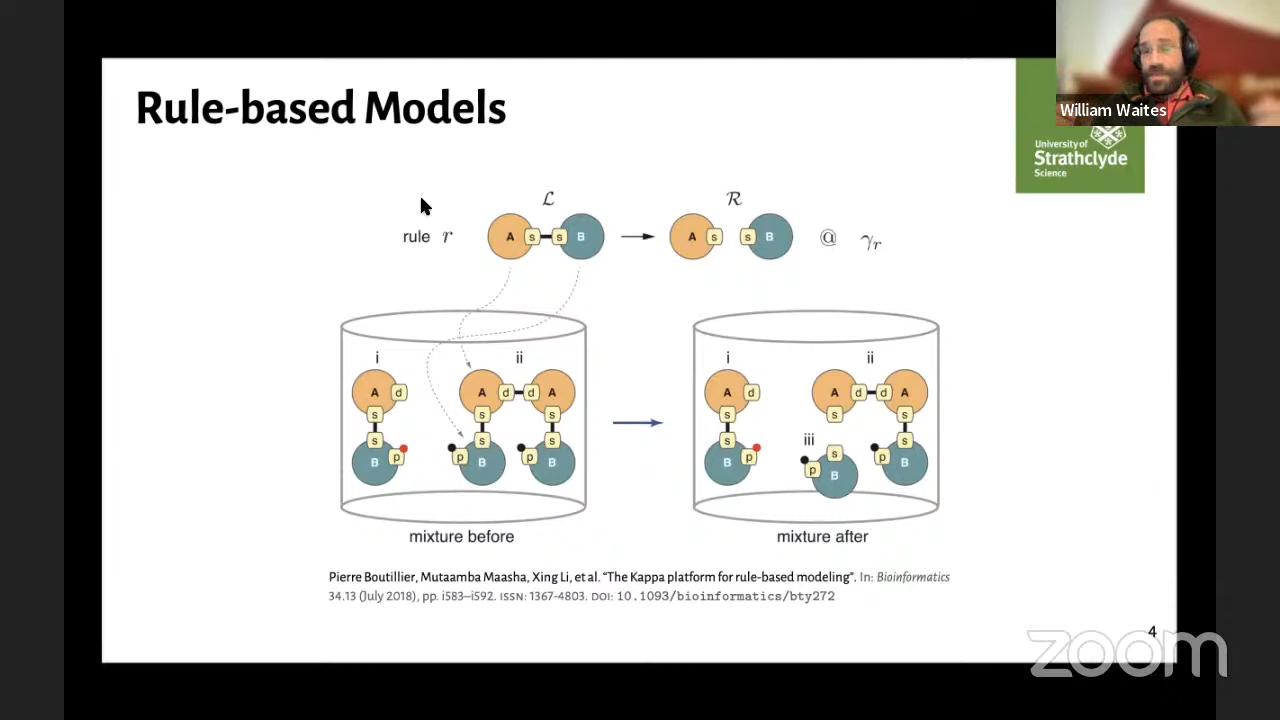 Rule-based Models
William Waites
University of
Strathclyde
Science
ℒ ℛ
rule r A s s B A s s B @ γr
i ii i ii
A d A d d A A d A d d A
s s s s s s
iii
s s s s s s
B p p B p B B p p B p B
mixture before mixture after
Pierre Boutillier, Mutaamba Maasha, Xing Li, et al. “The Kappa platform for rule-based modeling”. In: Bioinformatics
34.13 (July 2018), pp. i583–i592. ISSN: 1367-4803. DOI: 10.1093/bioinformatics/bty272
4
zoom